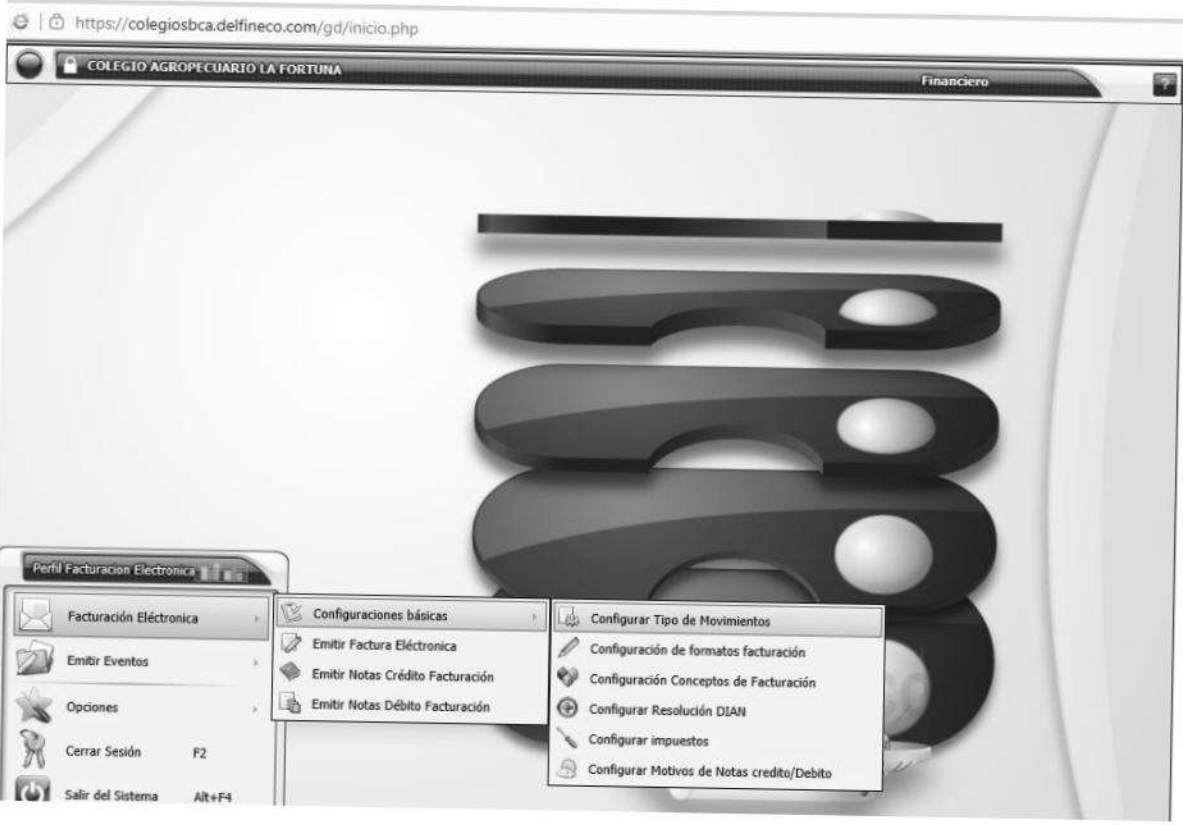 https://colegiosbca.delfineco.com/gd/inicio.php
COLEGIO AGROPECUARIO LA FORTUNA
Financiero
?
Perfil Facturacion Electronica
Facturación Eléctronica
Emitir Eventos
Opciones
Cerrar Sesión F2
Salir del Sistema Alt+F4
Configuraciones básicas
Emitir Factura Eléctronica
Emitir Notas Crédito Facturación
Emitir Notas Débito Facturación
Configurar Tipo de Movimientos
Configuración de formatos facturación
Configuración Conceptos de Facturación
Configurar Resolución DIAN
Configurar impuestos
Configurar Motivos de Notas credito/Debito